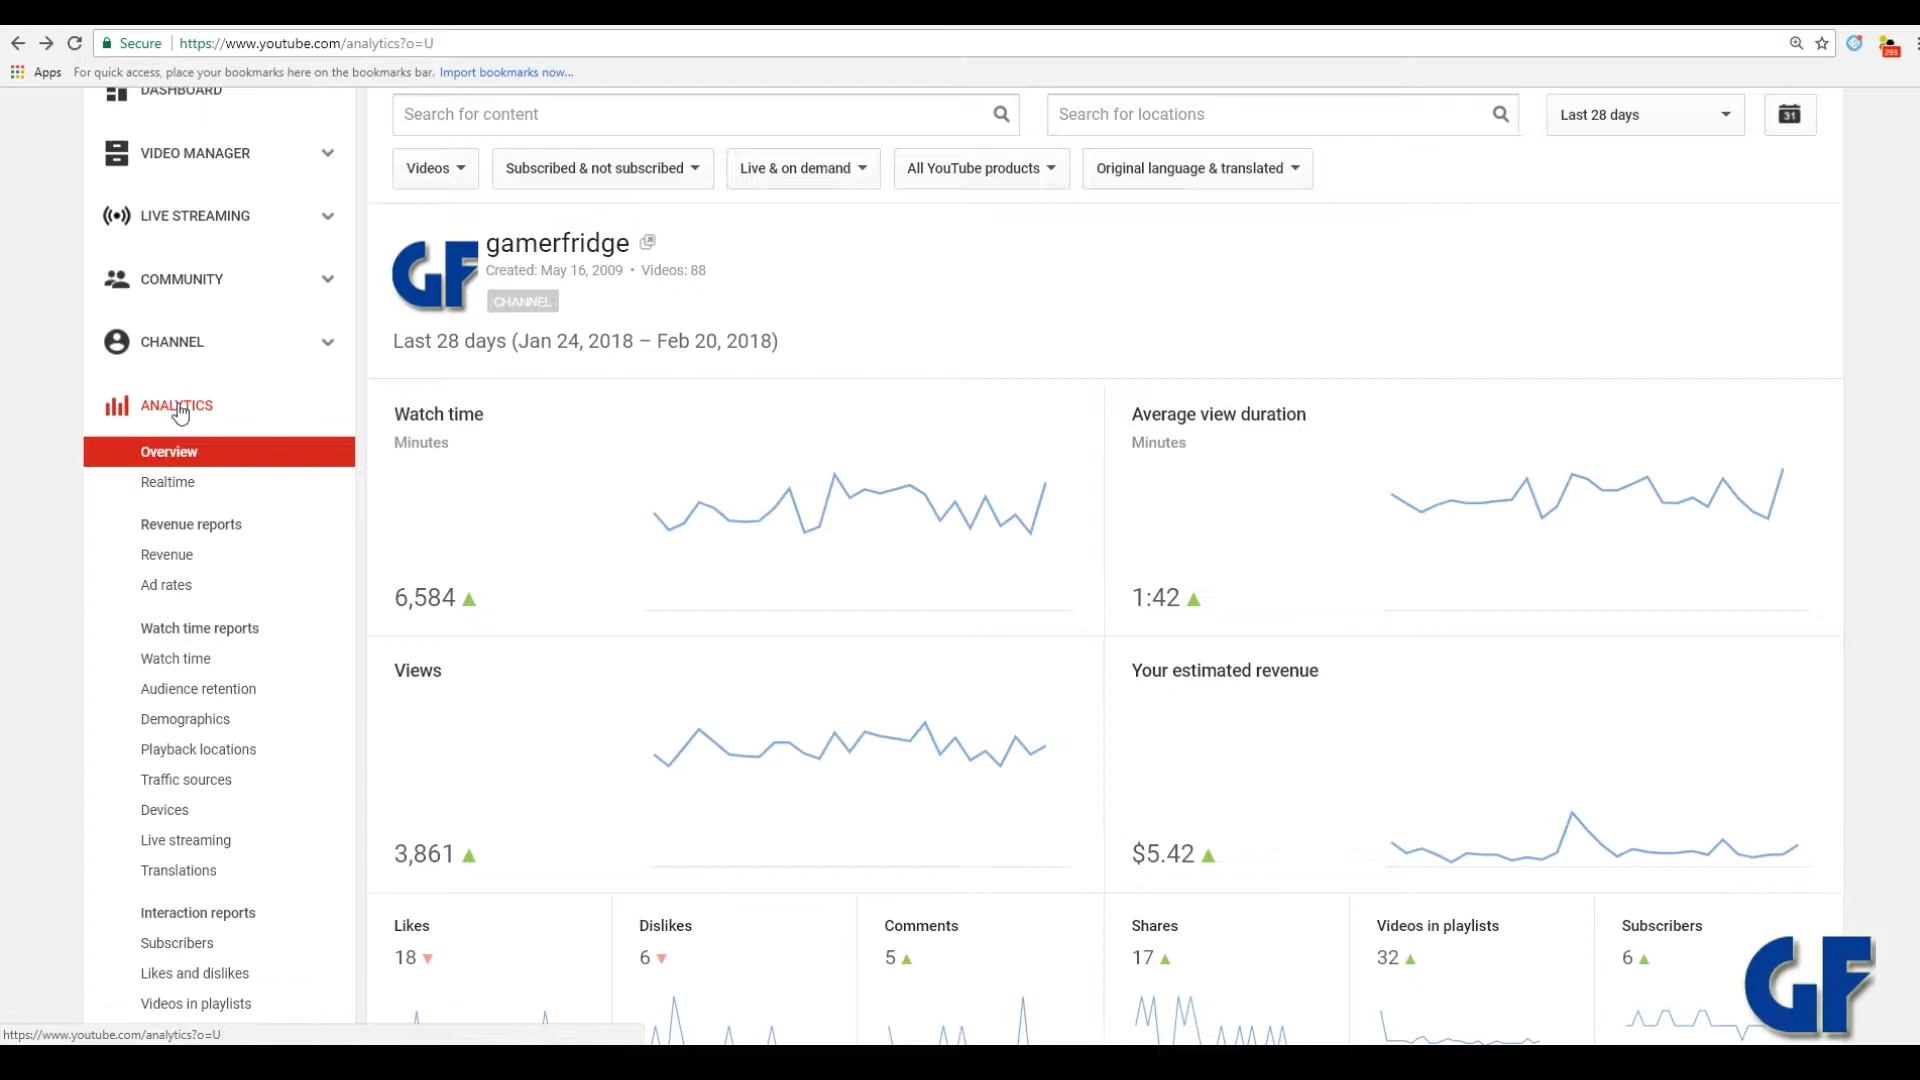 Secure https://www.youtube.com/analytics?o=U
293
Apps For quick access, place your bookmarks here on the bookmarks bar. Import bookmarks now...
DASHBOARD
VIDEO MANAGER
LIVE STREAMING
COMMUNITY
CHANNEL
ANALYTICS
Overview
Realtime
Revenue reports
Revenue
Ad rates
Watch time reports
Watch time
Audience retention
Demographics
Playback locations
Traffic sources
Devices
Live streaming
Translations
Interaction reports
Subscribers
Likes and dislikes
Videos in playlists
Search for content
Search for locations
Last 28 days
31
Videos
Subscribed & not subscribed
Live & on demand
All YouTube products
Original language & translated
GF
gamerfridge
Created: May 16, 2009 • Videos: 88
CHANNEL
Last 28 days (Jan 24, 2018 – Feb 20, 2018)
Watch time
Minutes
6,584
Average view duration
Minutes
1:42
Views
3,861
Your estimated revenue
$5.42
Likes
18
Dislikes
6
Comments
5
Shares
17
Videos in playlists
32
Subscribers
6
GF
https://www.youtube.com/analytics?o=U